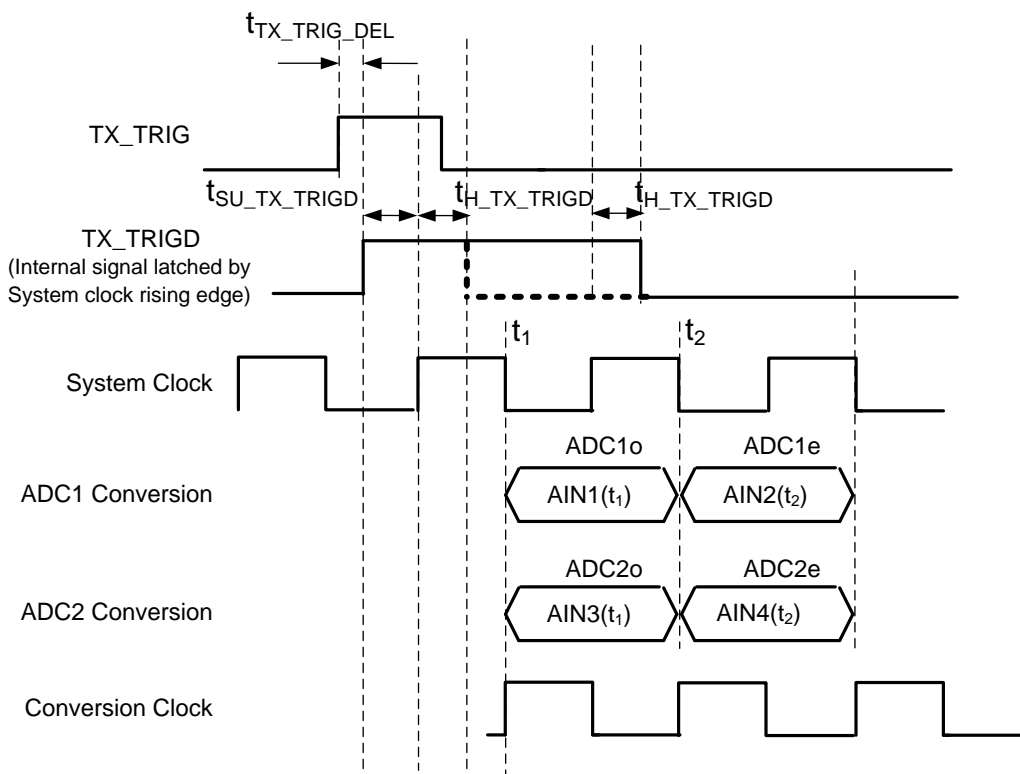 tTX_TRIG_DEL
TX_TRIG
tSU_TX_TRIGD
tH_TX_TRIGD
tH_TX_TRIGD
TX_TRIGD
(Internal signal latched by
System clock rising edge)
t1
t2
System Clock
ADC1o
ADC1e
ADC1 Conversion
AIN1(t1)
AIN2(t2)
ADC2o
ADC2e
ADC2 Conversion
AIN3(t1)
AIN4(t2)
Conversion Clock